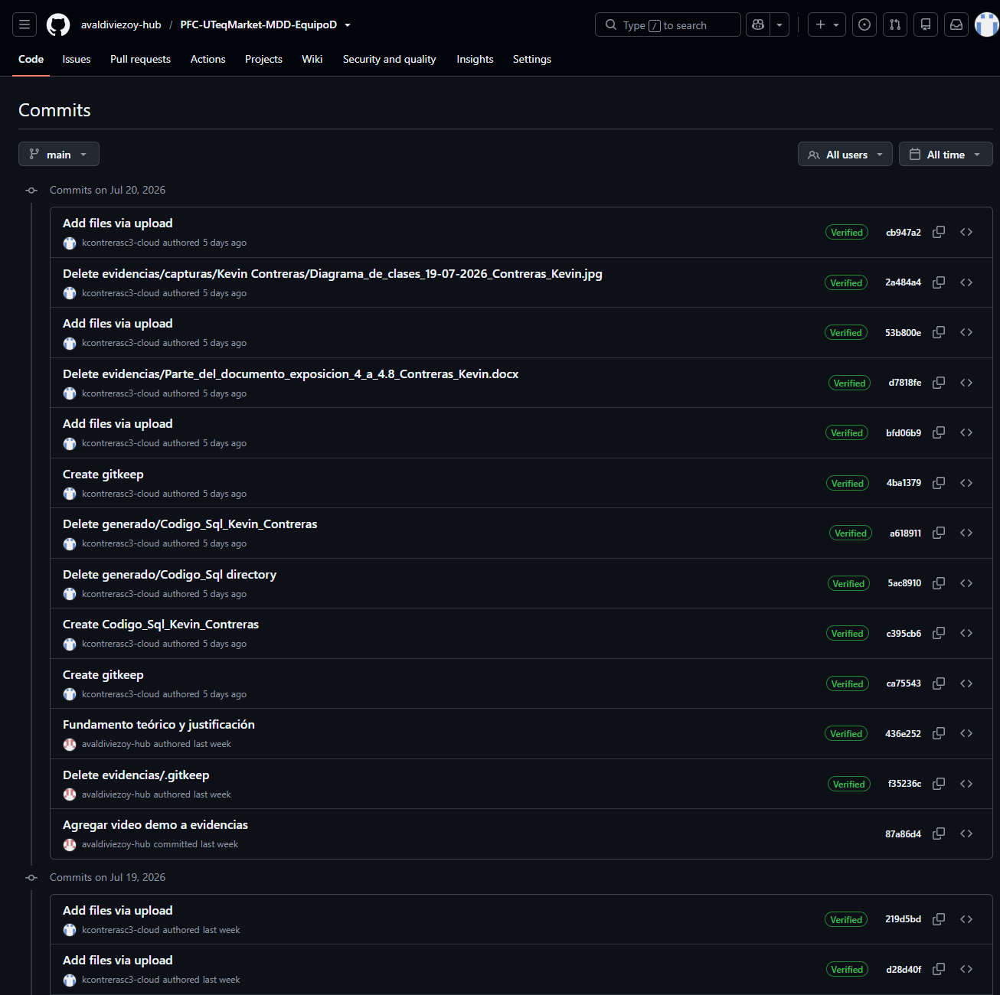 avaldiviezoy-hub / PFC-UTeqMarket-MDD-EquipoD
Type / to search
Code Issues Pull requests Actions Projects Wiki Security and quality Insights Settings
Commits
main
All users
All time
Commits on Jul 20, 2026
Add files via upload
kcontrerasc3-cloud authored 5 days ago
Verified cb947a2
Delete evidencias/capturas/Kevin Contreras/Diagrama_de_clases_19-07-2026_Contreras_Kevin.jpg
kcontrerasc3-cloud authored 5 days ago
Verified 2a484a4
Add files via upload
kcontrerasc3-cloud authored 5 days ago
Verified 53b800e
Delete evidencias/Parte_del_documento_exposicion_4_a_4.8_Contreras_Kevin.docx
kcontrerasc3-cloud authored 5 days ago
Verified d7818fe
Add files via upload
kcontrerasc3-cloud authored 5 days ago
Verified bfd06b9
Create gitkeep
kcontrerasc3-cloud authored 5 days ago
Verified 4ba1379
Delete generado/Codigo_Sql_Kevin_Contreras
kcontrerasc3-cloud authored 5 days ago
Verified a618911
Delete generado/Codigo_Sql directory
kcontrerasc3-cloud authored 5 days ago
Verified 5ac8910
Create Codigo_Sql_Kevin_Contreras
kcontrerasc3-cloud authored 5 days ago
Verified c395cb6
Create gitkeep
kcontrerasc3-cloud authored 5 days ago
Verified ca75543
Fundamento teórico y justificación
avaldiviezoy-hub authored last week
Verified 436e252
Delete evidencias/.gitkeep
avaldiviezoy-hub authored last week
Verified f35236c
Agregar video demo a evidencias
avaldiviezoy-hub committed last week
87a86d4
Commits on Jul 19, 2026
Add files via upload
kcontrerasc3-cloud authored last week
Verified 219d5bd
Add files via upload
kcontrerasc3-cloud authored last week
Verified d28d40f